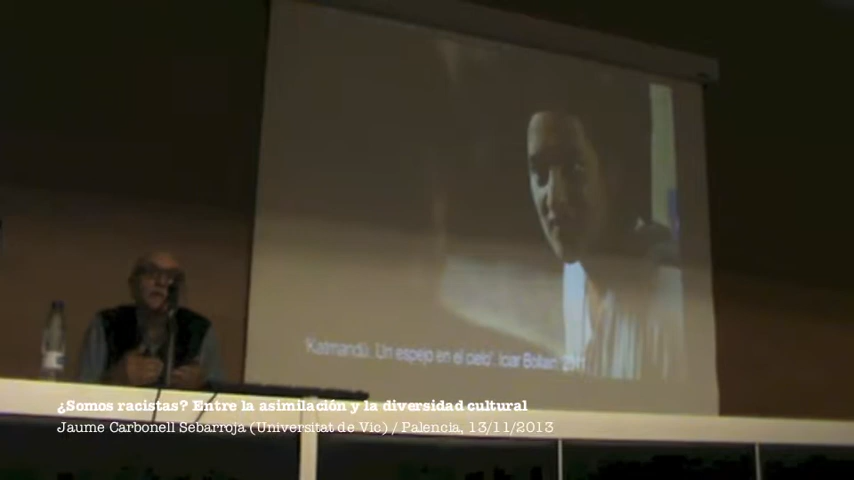 'Katmandú. Un espejo en el cielo'. Icíar Bollain 2011
¿Somos racistas? Entre la asimilación y la diversidad cultural
Jaume Carbonell Sebarroja (Universitat de Vic) / Palencia, 13/11/2013